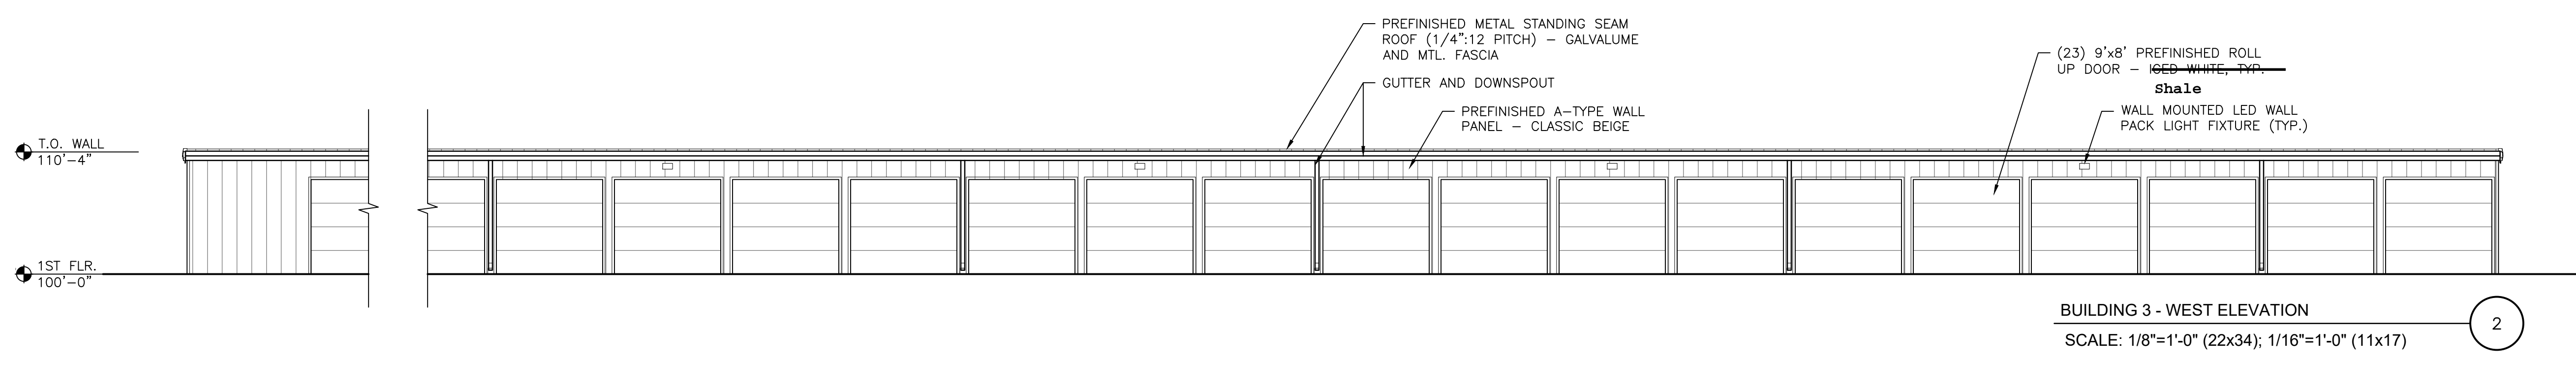 PREFINISHED METAL STANDING SEAM
ROOF (1/4":12 PITCH) – GALVALUME
AND MTL. FASCIA
GUTTER AND DOWNSPOUT
PREFINISHED A–TYPE WALL
PANEL – CLASSIC BEIGE
(23) 9'x8' PREFINISHED ROLL
UP DOOR – ICED WHITE, TYP.
Shale
WALL MOUNTED LED WALL
PACK LIGHT FIXTURE (TYP.)
T.O. WALL
110'–4"
1ST FLR.
100'–0"
BUILDING 3 - WEST ELEVATION
2
SCALE: 1/8"=1'-0" (22x34); 1/16"=1'-0" (11x17)